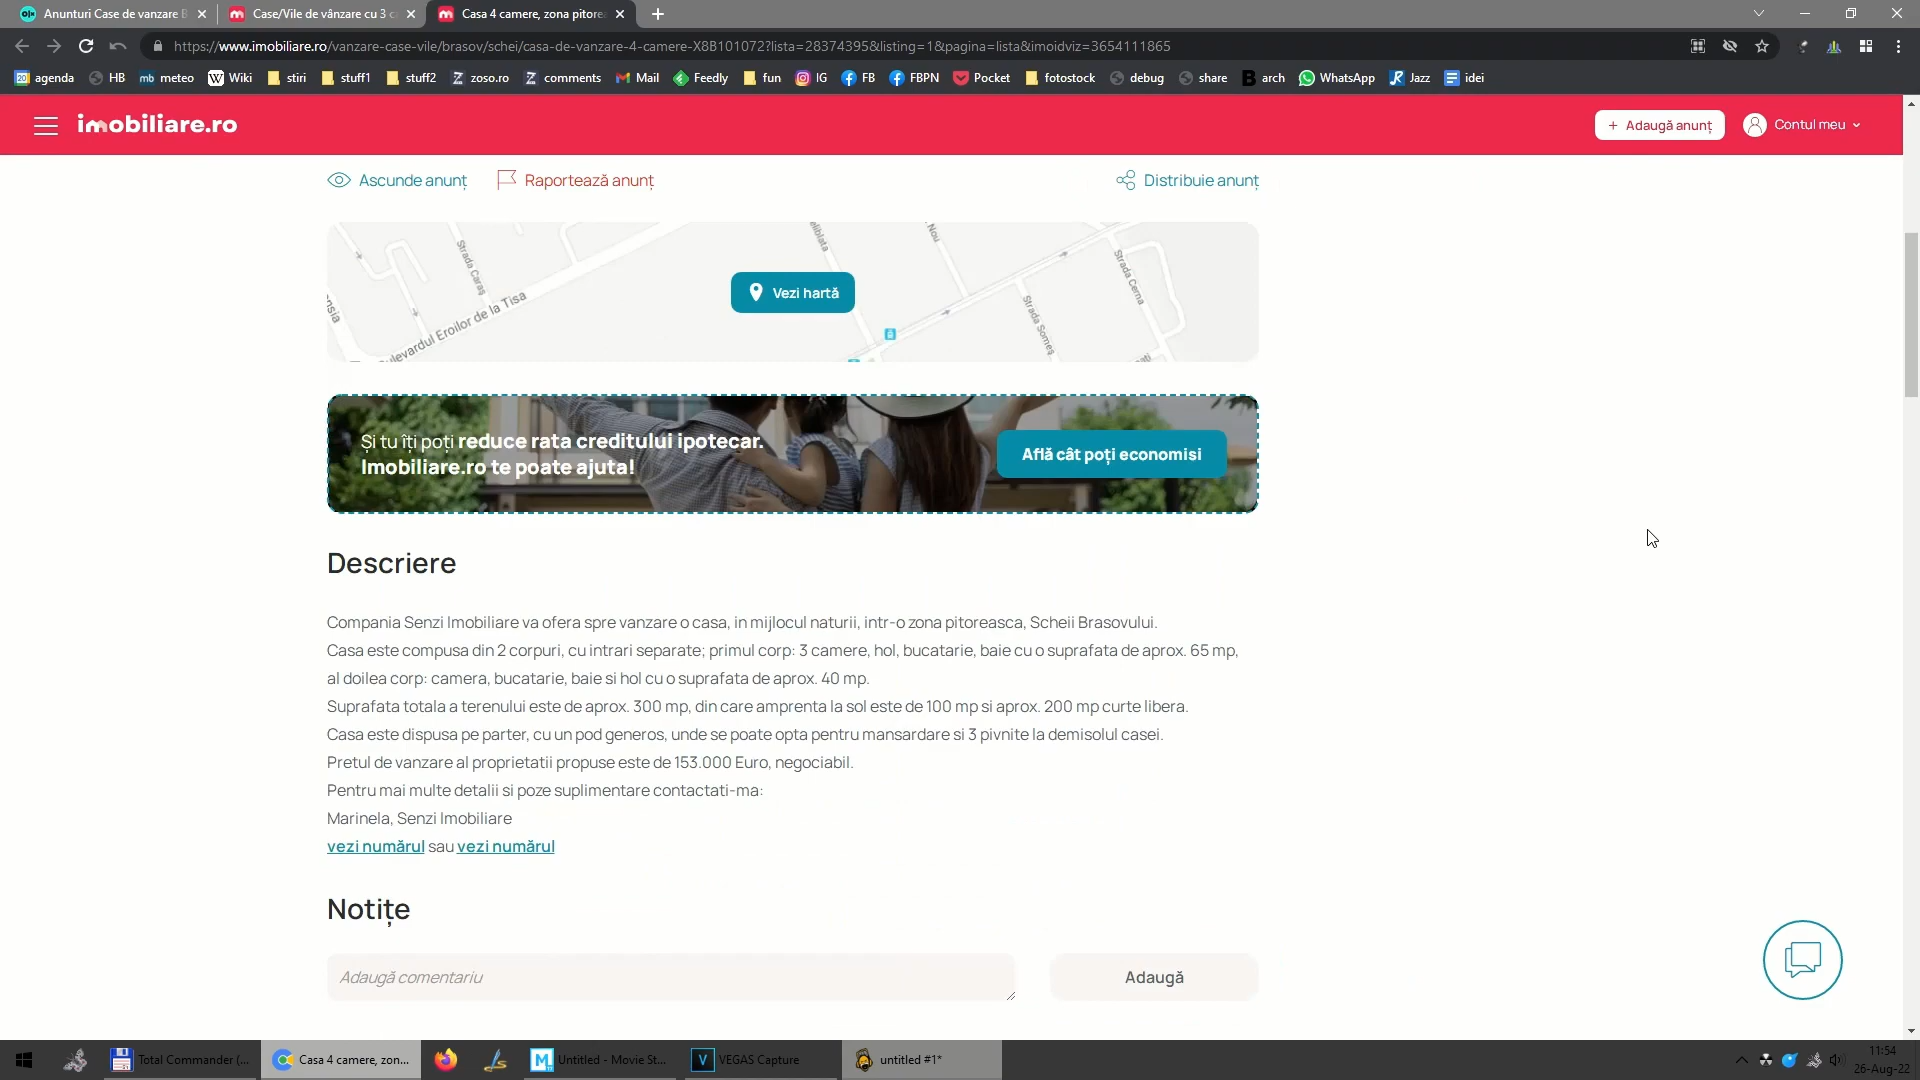 Anunturi Case de vanzare B
Case/Vile de vânzare cu 3 c
Casa 4 camere, zona pitore
https://www.imobiliare.ro/vanzare-case-vile/brasov/schei/casa-de-vanzare-4-camere-X8B101072?lista=28374395&listing=1&pagina=lista&imoidviz=3654111865
agenda HB mb meteo Wiki stiri stuff1 stuff2 zoso.ro comments Mail Feedly fun IG FB FBPN Pocket fotostock debug share arch WhatsApp Jazz idei
imobiliare.ro
+ Adaugă anunț
Contul meu
Ascunde anunț
Raportează anunț
Distribuie anunț
Strada Caraș
Nou
Strada Cerna
Strada Someș
Bulevardul Eroilor de la Tisa
Vezi hartă
Și tu îți poți reduce rata creditului ipotecar.
Imobiliare.ro te poate ajuta!
Află cât poți economisi
Descriere
Compania Senzi Imobiliare va ofera spre vanzare o casa, in mijlocul naturii, intr-o zona pitoreasca, Scheii Brasovului.
Casa este compusa din 2 corpuri, cu intrari separate; primul corp: 3 camere, hol, bucatarie, baie cu o suprafata de aprox. 65 mp,
al doilea corp: camera, bucatarie, baie si hol cu o suprafata de aprox. 40 mp.
Suprafata totala a terenului este de aprox. 300 mp, din care amprenta la sol este de 100 mp si aprox. 200 mp curte libera.
Casa este dispusa pe parter, cu un pod generos, unde se poate opta pentru mansardare si 3 pivnite la demisolul casei.
Pretul de vanzare al proprietatii propuse este de 153.000 Euro, negociabil.
Pentru mai multe detalii si poze suplimentare contactati-ma:
Marinela, Senzi Imobiliare
vezi numărul sau vezi numărul
Notițe
Adaugă comentariu
Adaugă
Total Commander (...
Casa 4 camere, zon...
Untitled - Movie St...
VEGAS Capture
untitled #1*
11:54
26-Aug-22